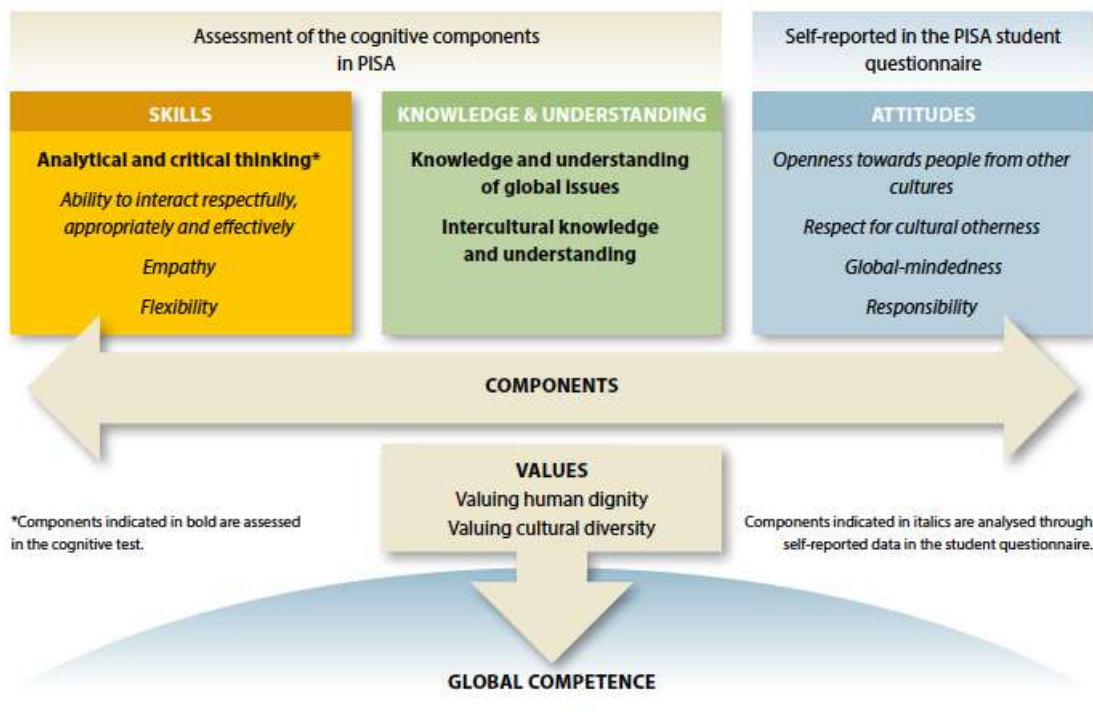 Assessment of the cognitive components
in PISA
Self-reported in the PISA student
questionnaire
SKILLS
Analytical and critical thinking*
Ability to interact respectfully,
appropriately and effectively
Empathy
Flexibility
KNOWLEDGE & UNDERSTANDING
Knowledge and understanding
of global issues
Intercultural knowledge
and understanding
ATTITUDES
Openness towards people from other
cultures
Respect for cultural otherness
Global-mindedness
Responsibility
COMPONENTS
VALUES
Valuing human dignity
Valuing cultural diversity
*Components indicated in bold are assessed
in the cognitive test.
Components indicated in italics are analysed through
self-reported data in the student questionnaire.
GLOBAL COMPETENCE